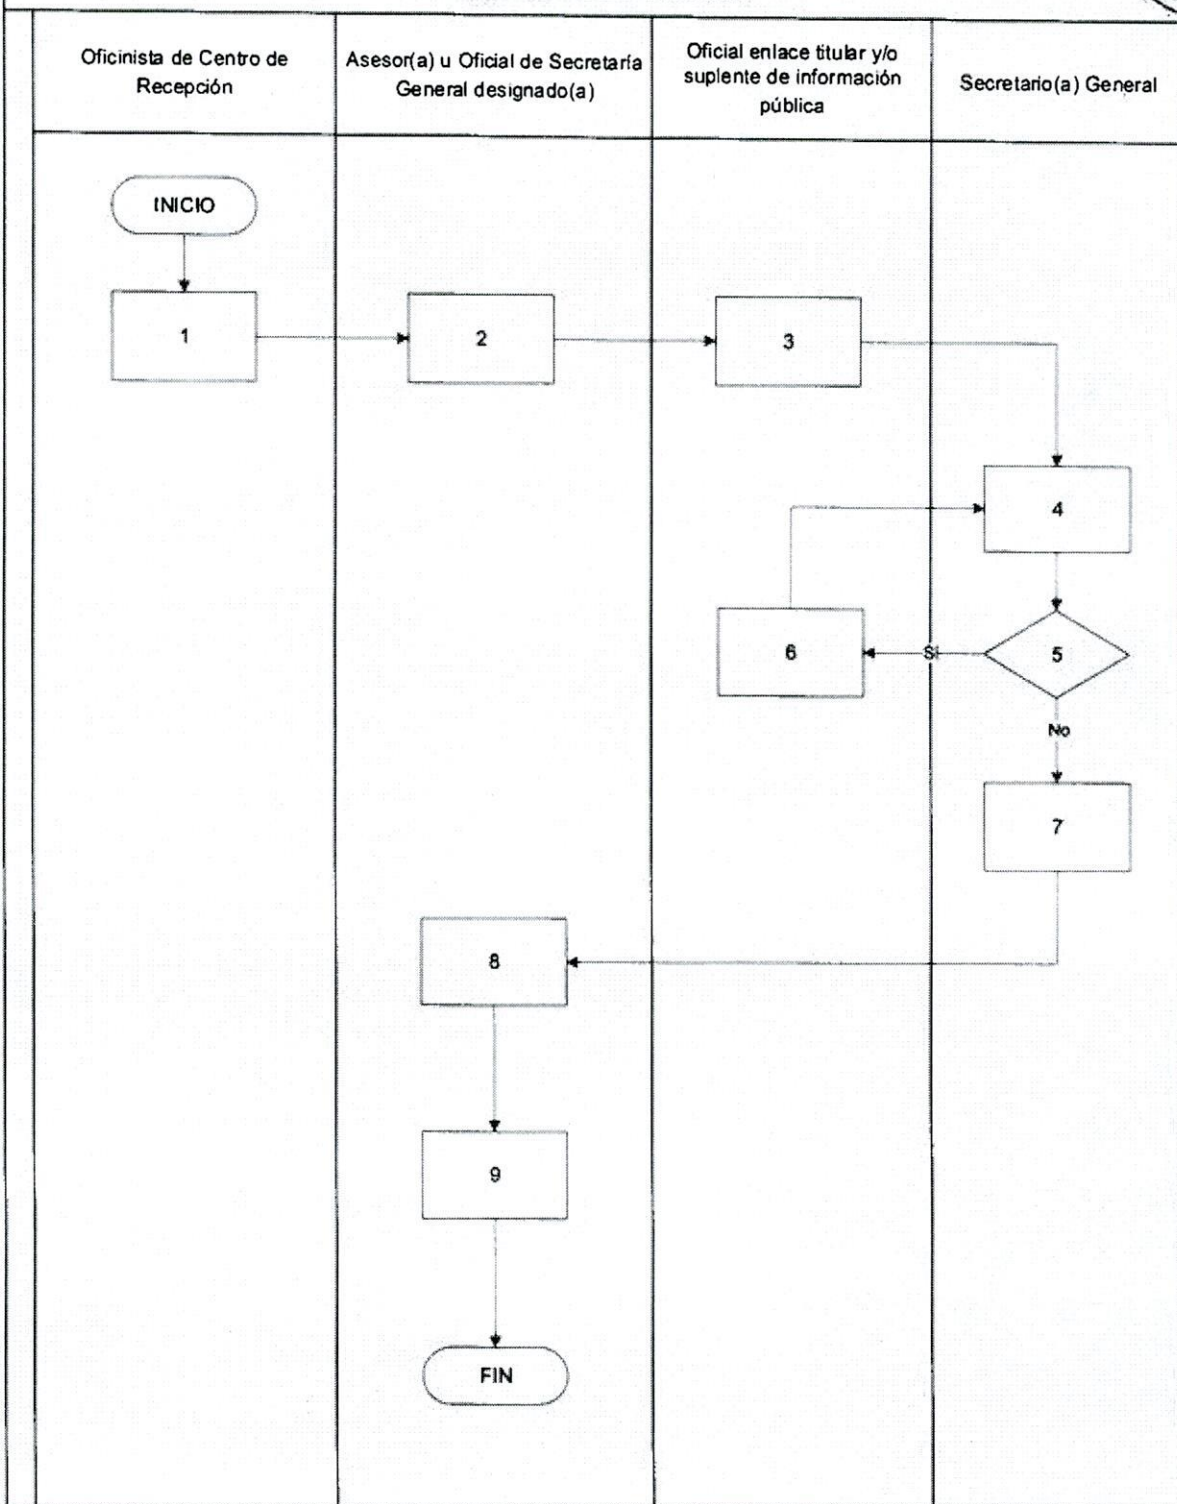 Oficinista de Centro de
Recepción
Asesor(a) u Oficial de Secretaría
General designado(a)
Oficial enlace titular y/o
suplente de información
pública
Secretario(a) General
INICIO
1
2
3
4
6
Sí
5
No
7
8
9
FIN